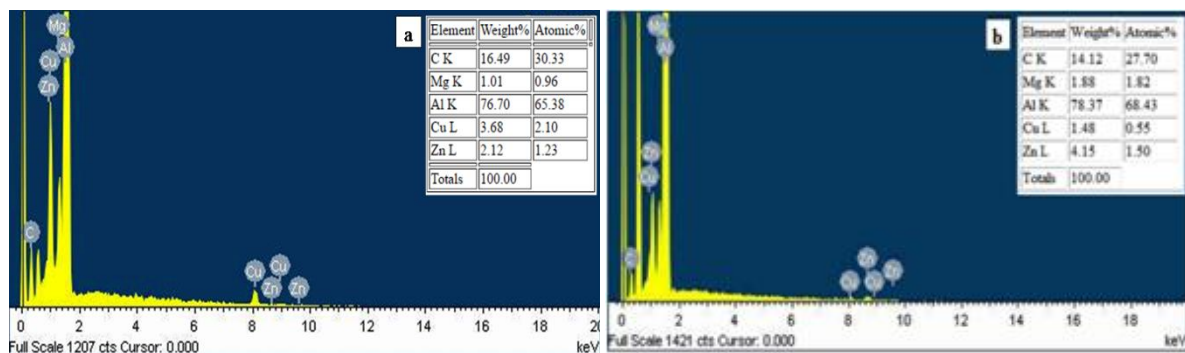 a
Element Weight% Atomic%
C K 16.49 30.33
Mg K 1.01 0.96
Al K 76.70 65.38
Cu L 3.68 2.10
Zn L 2.12 1.23
Totals 100.00
Mg
Al
Cu
Zn
C
Cu
Cu
Zn
Zn
0 2 4 6 8 10 12 14 16 18 20
Full Scale 1207 cts Cursor: 0.000 keV
b
Element Weight% Atomic%
C K 14.12 27.70
Mg K 1.88 1.82
Al K 78.37 68.43
Cu L 1.48 0.55
Zn L 4.15 1.50
Totals 100.00
Mg
Al
Zn
Cu
C
Zn
Cu
Cu
Zn
0 2 4 6 8 10 12 14 16 18
Full Scale 1421 cts Cursor: 0.000 keV